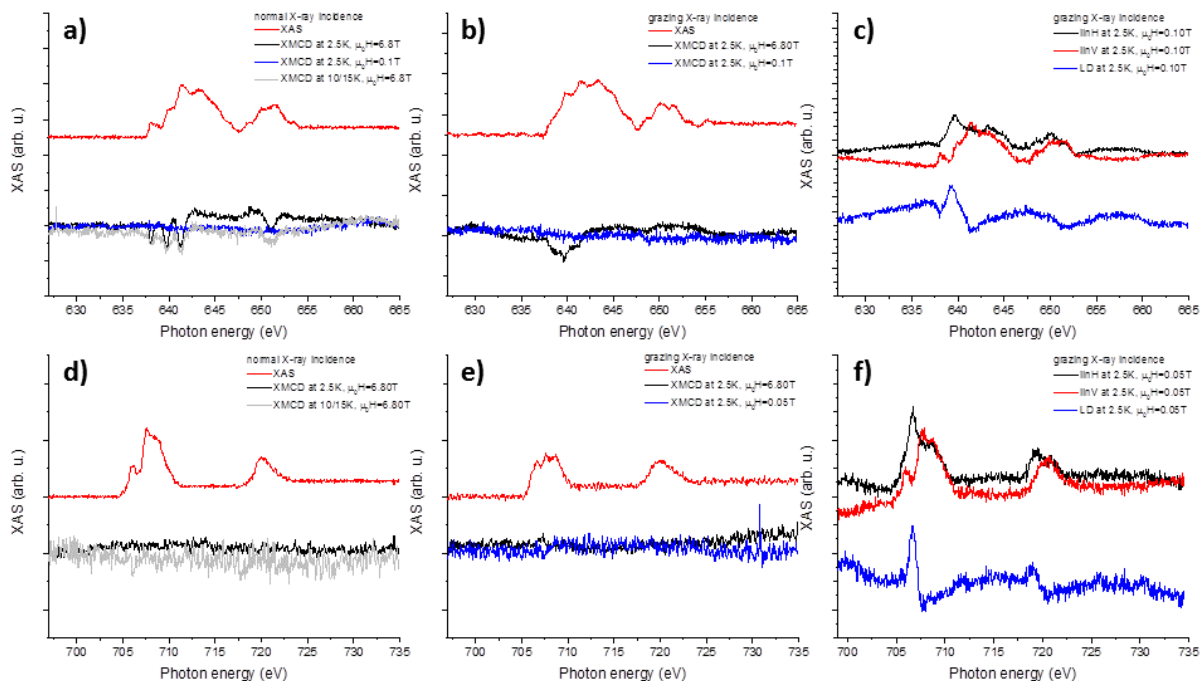 a)
normal X-ray incidence
XAS
XMCD at 2.5K, μ₀H=6.8T
XMCD at 2.5K, μ₀H=0.1T
XMCD at 10/15K, μ₀H=6.8T
XAS (arb. u.)
630 635 640 645 650 655 660 665
Photon energy (eV)
b)
grazing X-ray incidence
XAS
XMCD at 2.5K, μ₀H=6.80T
XMCD at 2.5K, μ₀H=0.1T
XAS (arb. u.)
630 635 640 645 650 655 660 665
Photon energy (eV)
c)
grazing X-ray incidence
linH at 2.5K, μ₀H=0.10T
linV at 2.5K, μ₀H=0.10T
LD at 2.5K, μ₀H=0.10T
XAS (arb. u.)
630 635 640 645 650 655 660 665
Photon energy (eV)
d)
normal X-ray incidence
XAS
XMCD at 2.5K, μ₀H=6.80T
XMCD at 10/15K, μ₀H=6.80T
XAS (arb. u.)
700 705 710 715 720 725 730 735
Photon energy (eV)
e)
grazing X-ray incidence
XAS
XMCD at 2.5K, μ₀H=6.80T
XMCD at 2.5K, μ₀H=0.05T
XAS (arb. u.)
700 705 710 715 720 725 730 735
Photon energy (eV)
f)
grazing X-ray incidence
linH at 2.5K, μ₀H=0.05T
linV at 2.5K, μ₀H=0.05T
LD at 2.5K, μ₀H=0.05T
XAS (arb. u.)
700 705 710 715 720 725 730 735
Photon energy (eV)